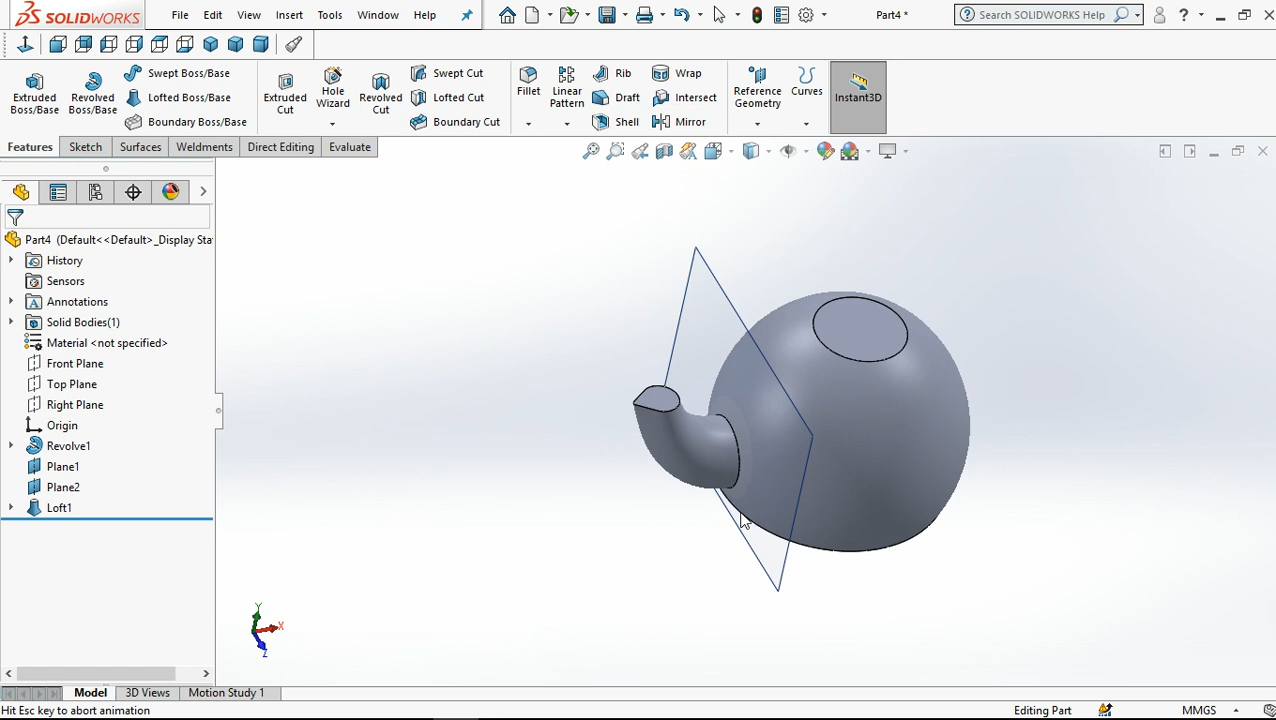 SOLIDWORKS File Edit View Insert Tools Window Help Part4 * Search SOLIDWORKS Help ?
Extruded Boss/Base
Revolved Boss/Base
Swept Boss/Base
Lofted Boss/Base
Boundary Boss/Base
Extruded Cut
Hole Wizard
Revolved Cut
Swept Cut
Lofted Cut
Boundary Cut
Fillet
Linear Pattern
Rib
Draft
Shell
Wrap
Intersect
Mirror
Reference Geometry
Curves
Instant3D
Features Sketch Surfaces Weldments Direct Editing Evaluate
Part4 (Default<<Default>_Display Sta
History
Sensors
Annotations
Solid Bodies(1)
Material <not specified>
Front Plane
Top Plane
Right Plane
Origin
Revolve1
Plane1
Plane2
Loft1
Y
X
Z
Model 3D Views Motion Study 1
Hit Esc key to abort animation Editing Part MMGS